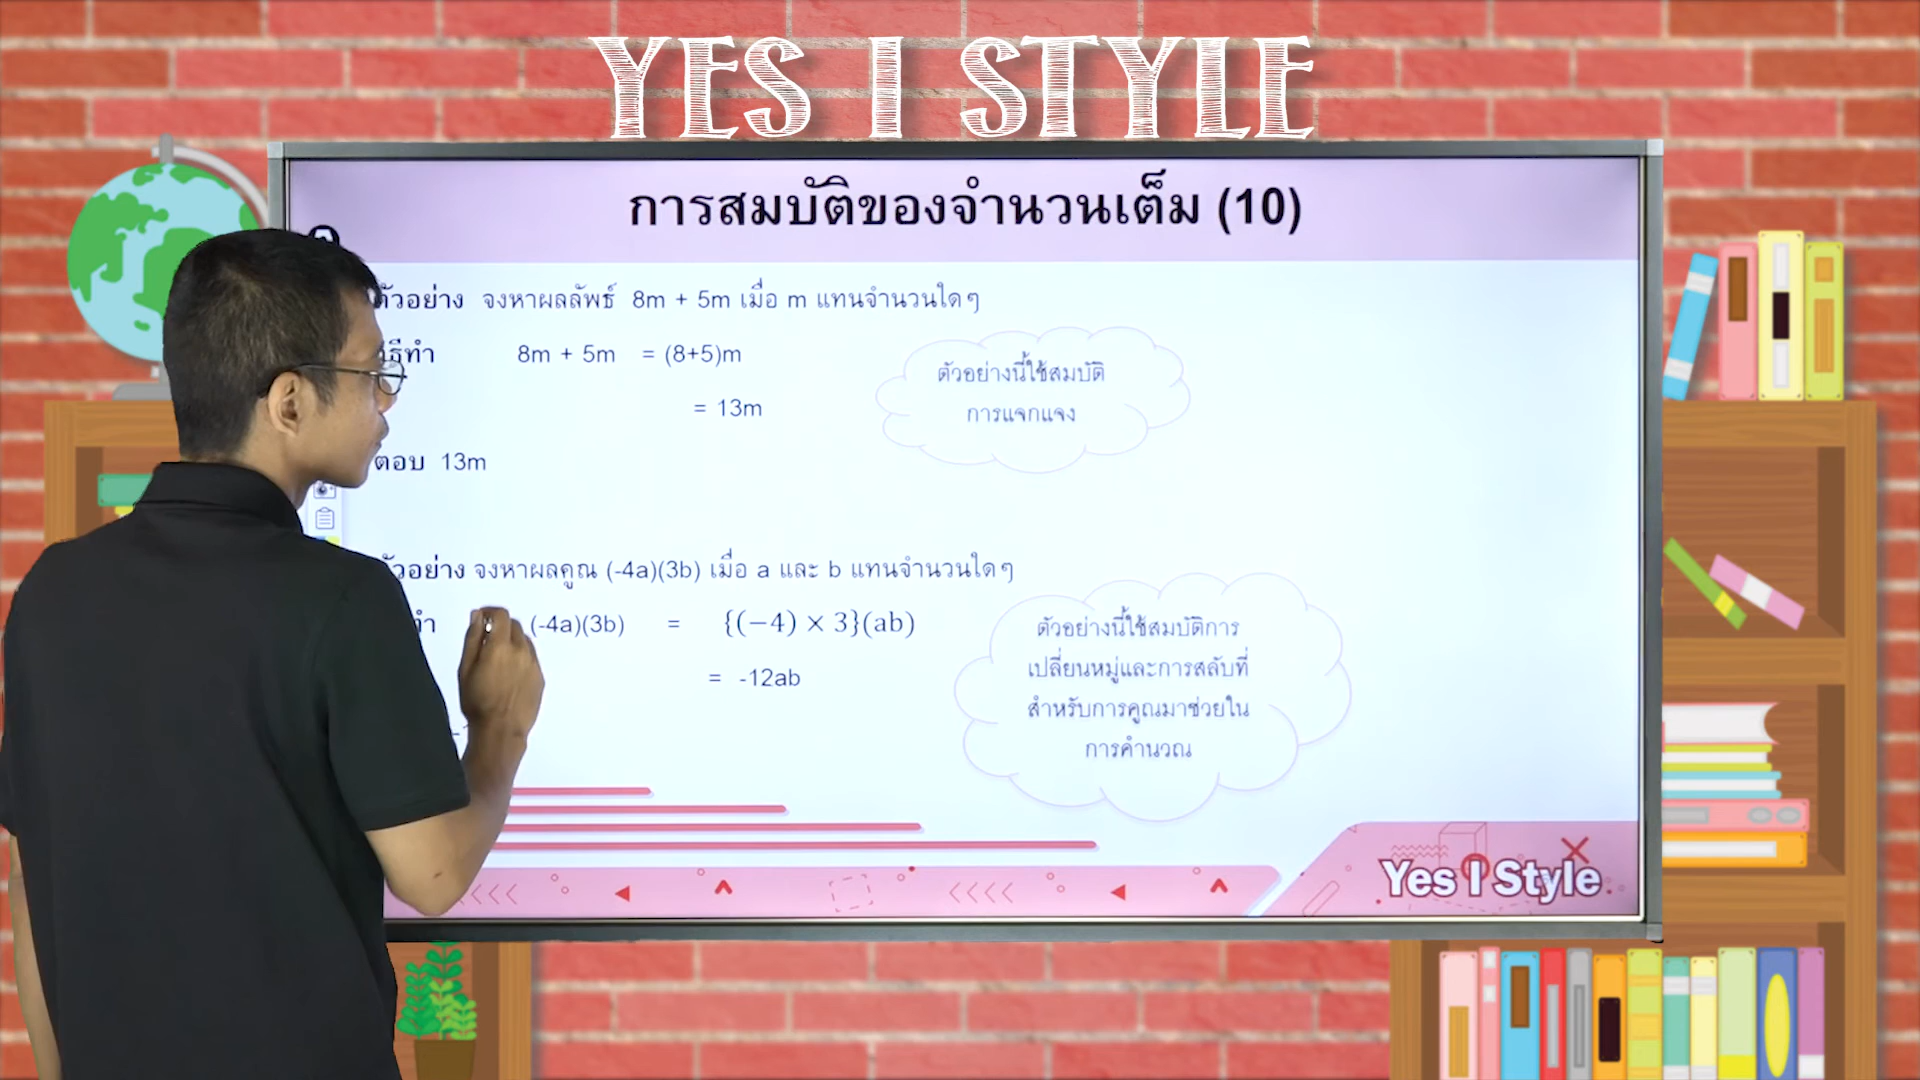 YES I STYLE
การสมบัติของจำนวนเต็ม (10)
ตัวอย่าง จงหาผลลัพธ์ 8m + 5m เมื่อ m แทนจำนวนใดๆ
วิธีทำ 8m + 5m = (8+5)m
= 13m
ตัวอย่างนี้ใช้สมบัติ
การแจกแจง
ตอบ 13m
ตัวอย่าง จงหาผลคูณ (-4a)(3b) เมื่อ a และ b แทนจำนวนใดๆ
ทำ (-4a)(3b) = {(−4) × 3}(ab)
= -12ab
ตัวอย่างนี้ใช้สมบัติการ
เปลี่ยนหมู่และการสลับที่
สำหรับการคูณมาช่วยใน
การคำนวณ
Yes I Style